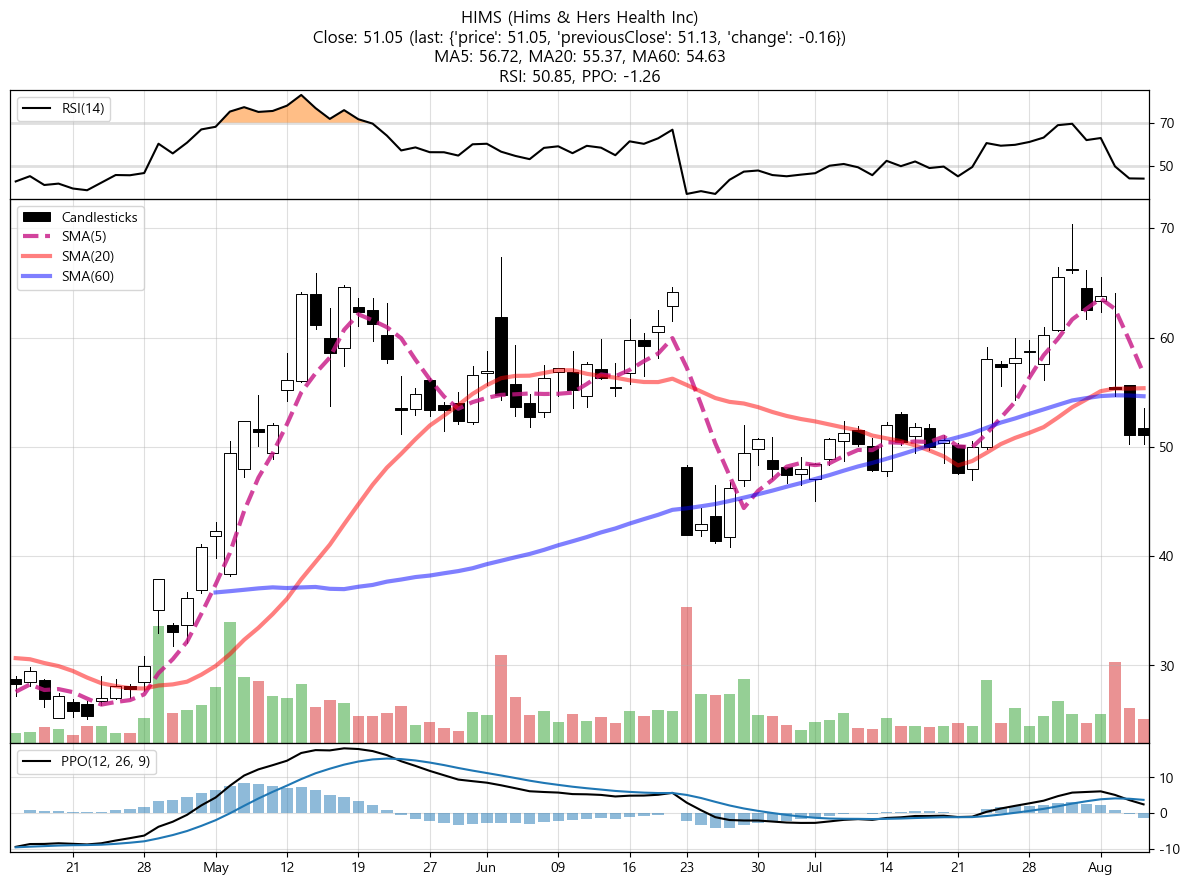 HIMS (Hims & Hers Health Inc)
Close: 51.05 (last: {'price': 51.05, 'previousClose': 51.13, 'change': -0.16})
MA5: 56.72, MA20: 55.37, MA60: 54.63
RSI: 50.85, PPO: -1.26
RSI(14)
70
50
Candlesticks
SMA(5)
SMA(20)
SMA(60)
70
60
50
40
30
PPO(12, 26, 9)
10
0
-10
21 28 May 12 19 27 Jun 09 16 23 30 Jul 14 21 28 Aug